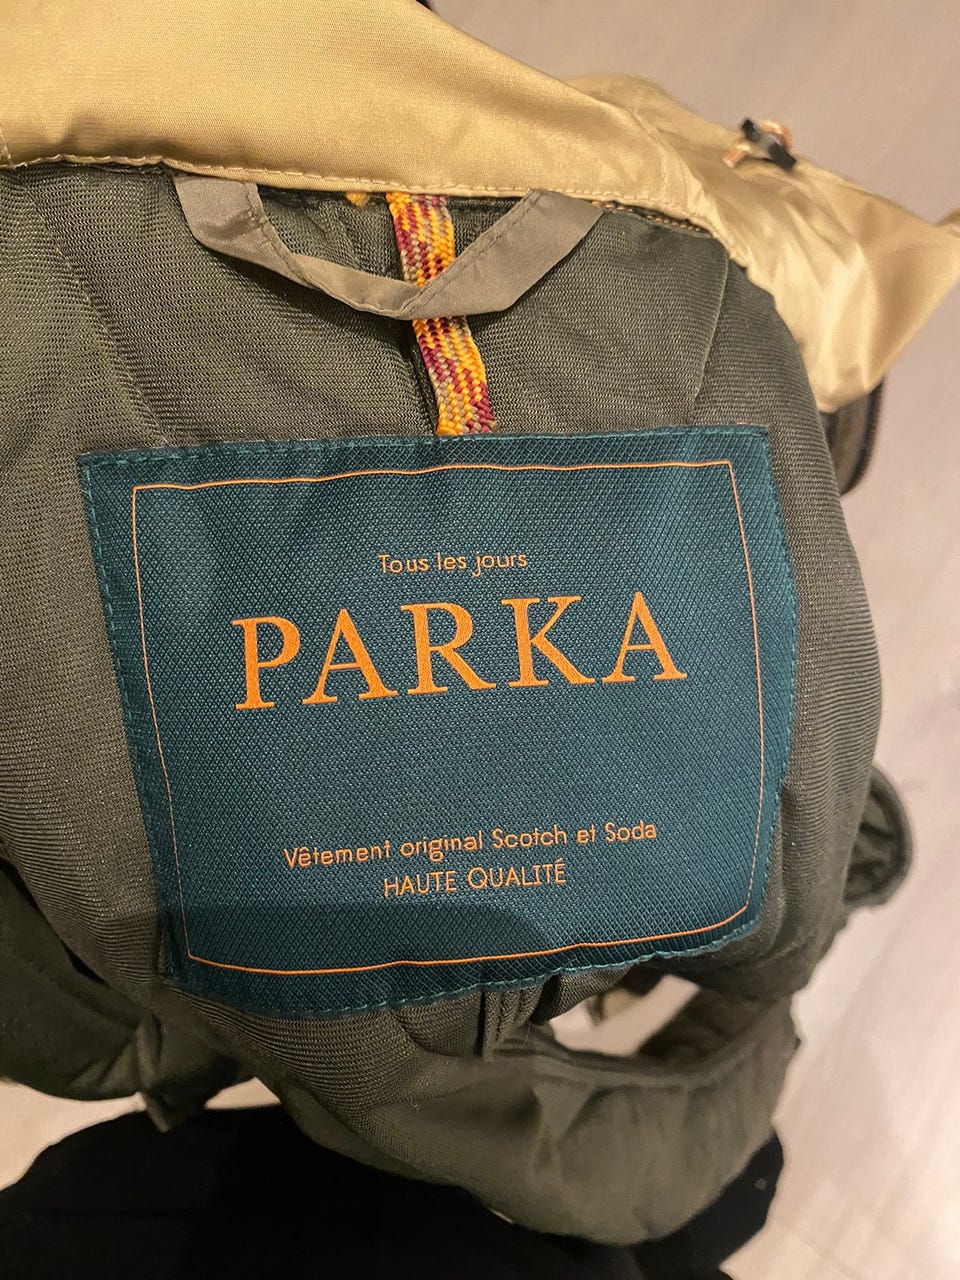 Tous les jours
PARKA
Vêtement original Scotch et Soda
HAUTE QUALITÉ